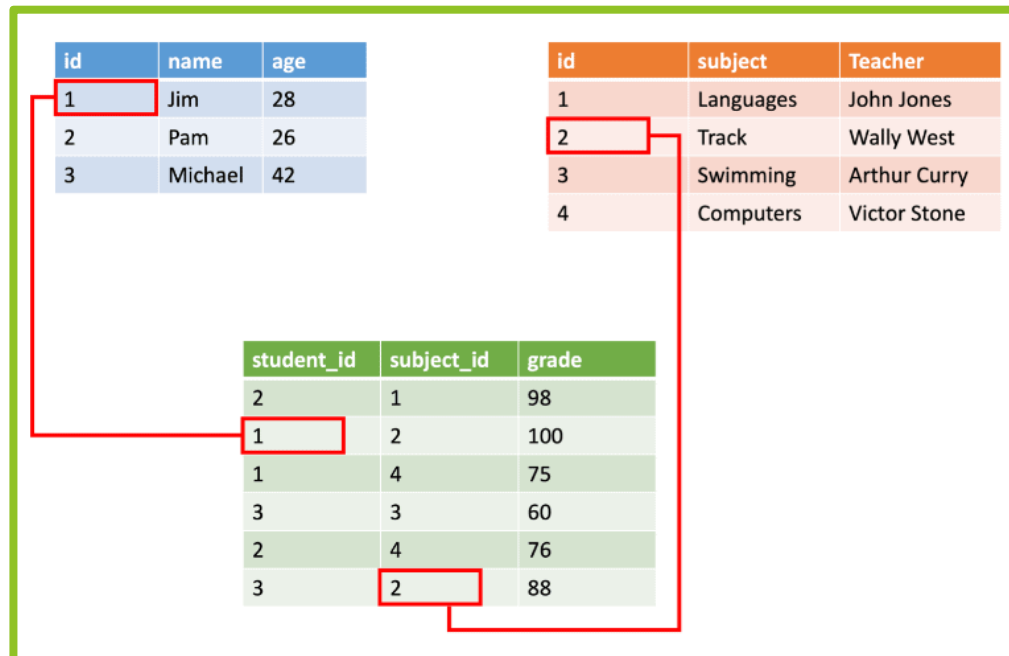 id name age
1 Jim 28
2 Pam 26
3 Michael 42
id subject Teacher
1 Languages John Jones
2 Track Wally West
3 Swimming Arthur Curry
4 Computers Victor Stone
student_id subject_id grade
2 1 98
1 2 100
1 4 75
3 3 60
2 4 76
3 2 88